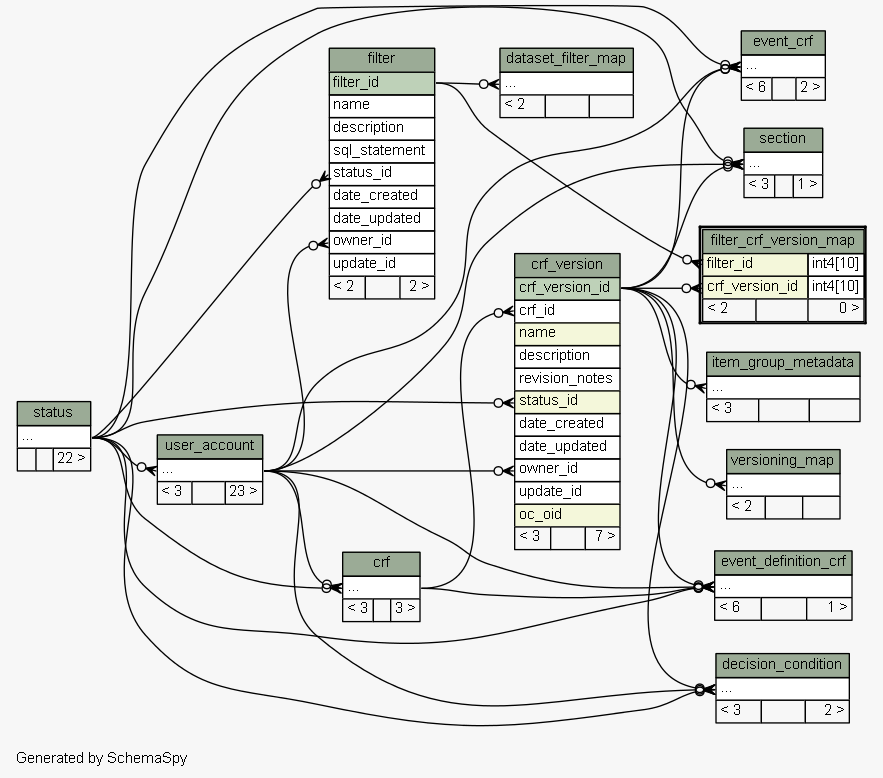 event_crf
...
< 6 2 >
filter
filter_id
name
description
sql_statement
status_id
date_created
date_updated
owner_id
update_id
< 2 2 >
dataset_filter_map
...
< 2
section
...
< 3 1 >
filter_crf_version_map
filter_id int4[10]
crf_version_id int4[10]
< 2 0 >
crf_version
crf_version_id
crf_id
name
description
revision_notes
status_id
date_created
date_updated
owner_id
update_id
oc_oid
< 3 7 >
item_group_metadata
...
< 3
status
...
22 >
user_account
...
< 3 23 >
versioning_map
...
< 2
crf
...
< 3 3 >
event_definition_crf
...
< 6 1 >
decision_condition
...
< 3 2 >
Generated by SchemaSpy